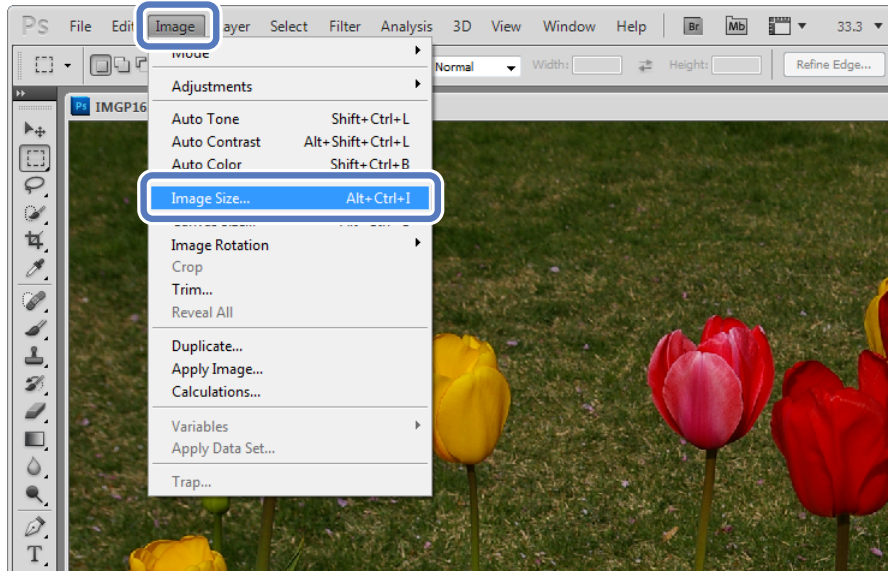 Ps File Edit Image Layer Select Filter Analysis 3D View Window Help Br Mb 33.3
Normal Width: Height: Refine Edge...
Ps IMGP16
Mode
Adjustments
Auto Tone Shift+Ctrl+L
Auto Contrast Alt+Shift+Ctrl+L
Auto Color Shift+Ctrl+B
Image Size... Alt+Ctrl+I
Image Rotation
Crop
Trim...
Reveal All
Duplicate...
Apply Image...
Calculations...
Variables
Apply Data Set...
Trap...
T